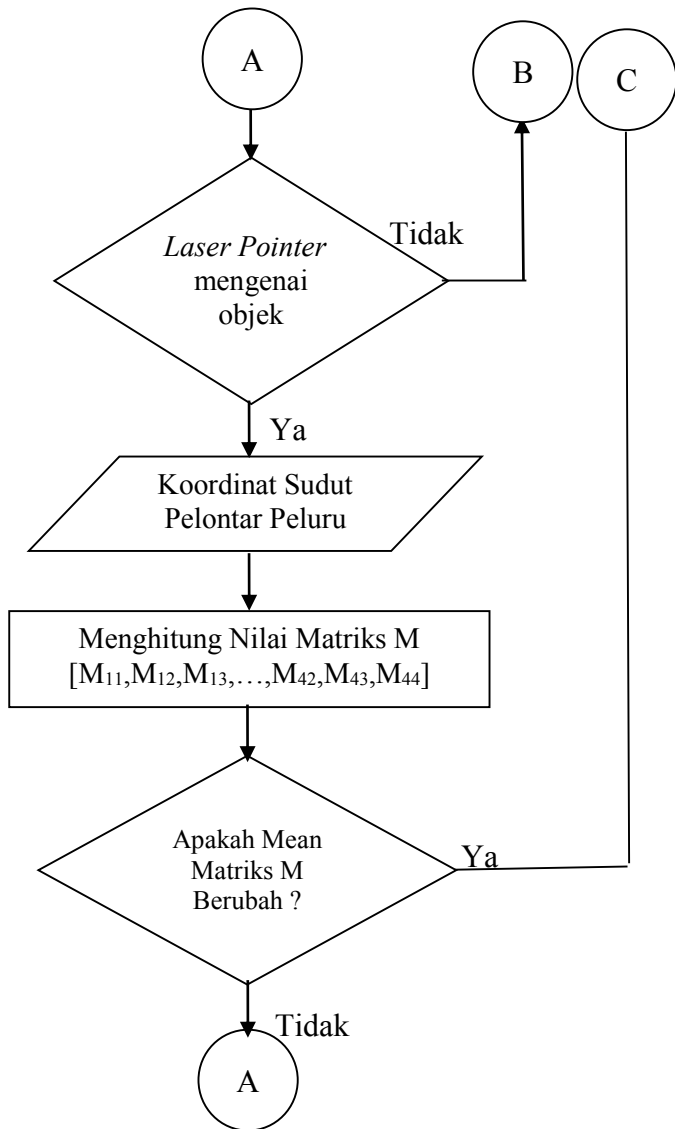 A
B
C
Tidak
Laser Pointer
mengenai
objek
Ya
Koordinat Sudut
Pelontar Peluru
Menghitung Nilai Matriks M
[M₁₁,M₁₂,M₁₃,…,M₄₂,M₄₃,M₄₄]
Apakah Mean
Matriks M
Berubah ?
Ya
Tidak
A